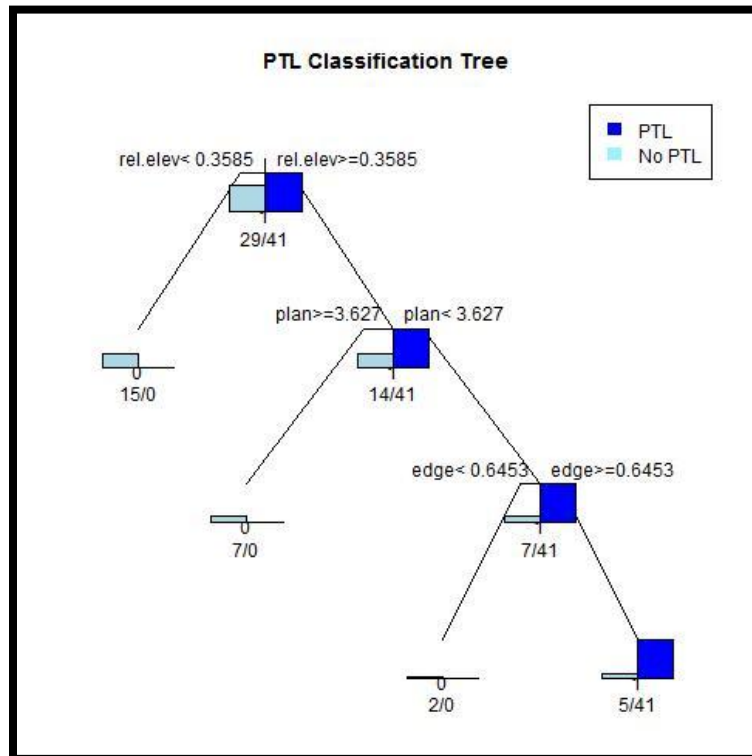 PTL Classification Tree
PTL
No PTL
rel.elev< 0.3585 rel.elev>=0.3585
29/41
plan>=3.627 plan< 3.627
0
15/0
14/41
edge< 0.6453 edge>=0.6453
0
7/0
7/41
0
2/0
5/41